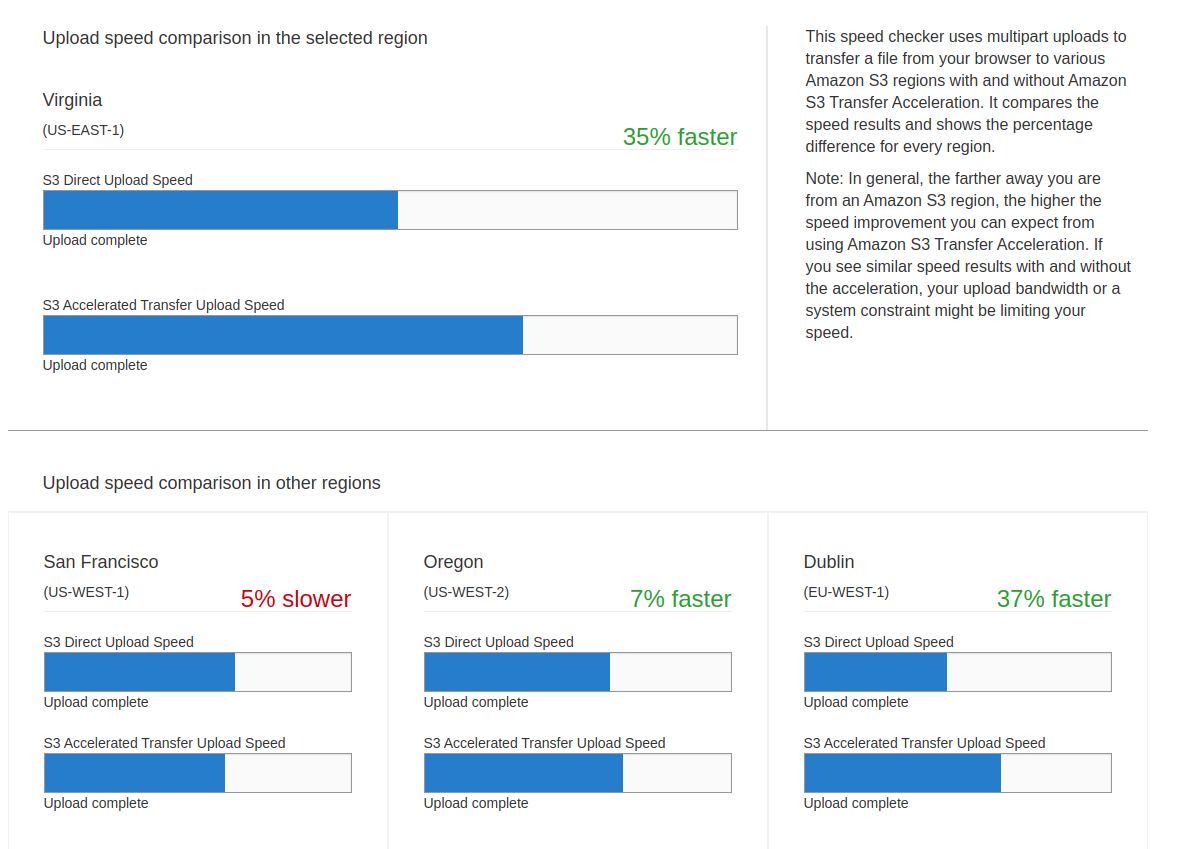 Upload speed comparison in the selected region
Virginia
(US-EAST-1)
35% faster
S3 Direct Upload Speed
Upload complete
S3 Accelerated Transfer Upload Speed
Upload complete
This speed checker uses multipart uploads to
transfer a file from your browser to various
Amazon S3 regions with and without Amazon
S3 Transfer Acceleration. It compares the
speed results and shows the percentage
difference for every region.
Note: In general, the farther away you are
from an Amazon S3 region, the higher the
speed improvement you can expect from
using Amazon S3 Transfer Acceleration. If
you see similar speed results with and without
the acceleration, your upload bandwidth or a
system constraint might be limiting your
speed.
Upload speed comparison in other regions
San Francisco
(US-WEST-1)
5% slower
S3 Direct Upload Speed
Upload complete
S3 Accelerated Transfer Upload Speed
Upload complete
Oregon
(US-WEST-2)
7% faster
S3 Direct Upload Speed
Upload complete
S3 Accelerated Transfer Upload Speed
Upload complete
Dublin
(EU-WEST-1)
37% faster
S3 Direct Upload Speed
Upload complete
S3 Accelerated Transfer Upload Speed
Upload complete